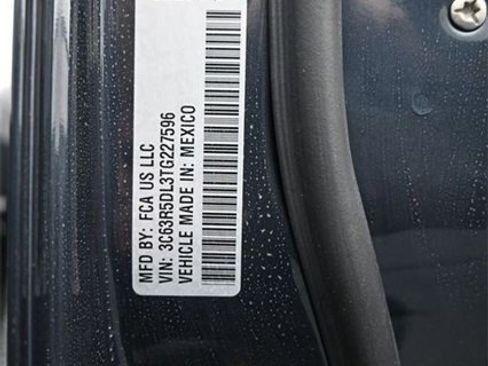 MFD BY: FCA US LLC
VIN: 3C63R5DL3TG227596
VEHICLE MADE IN: MEXICO